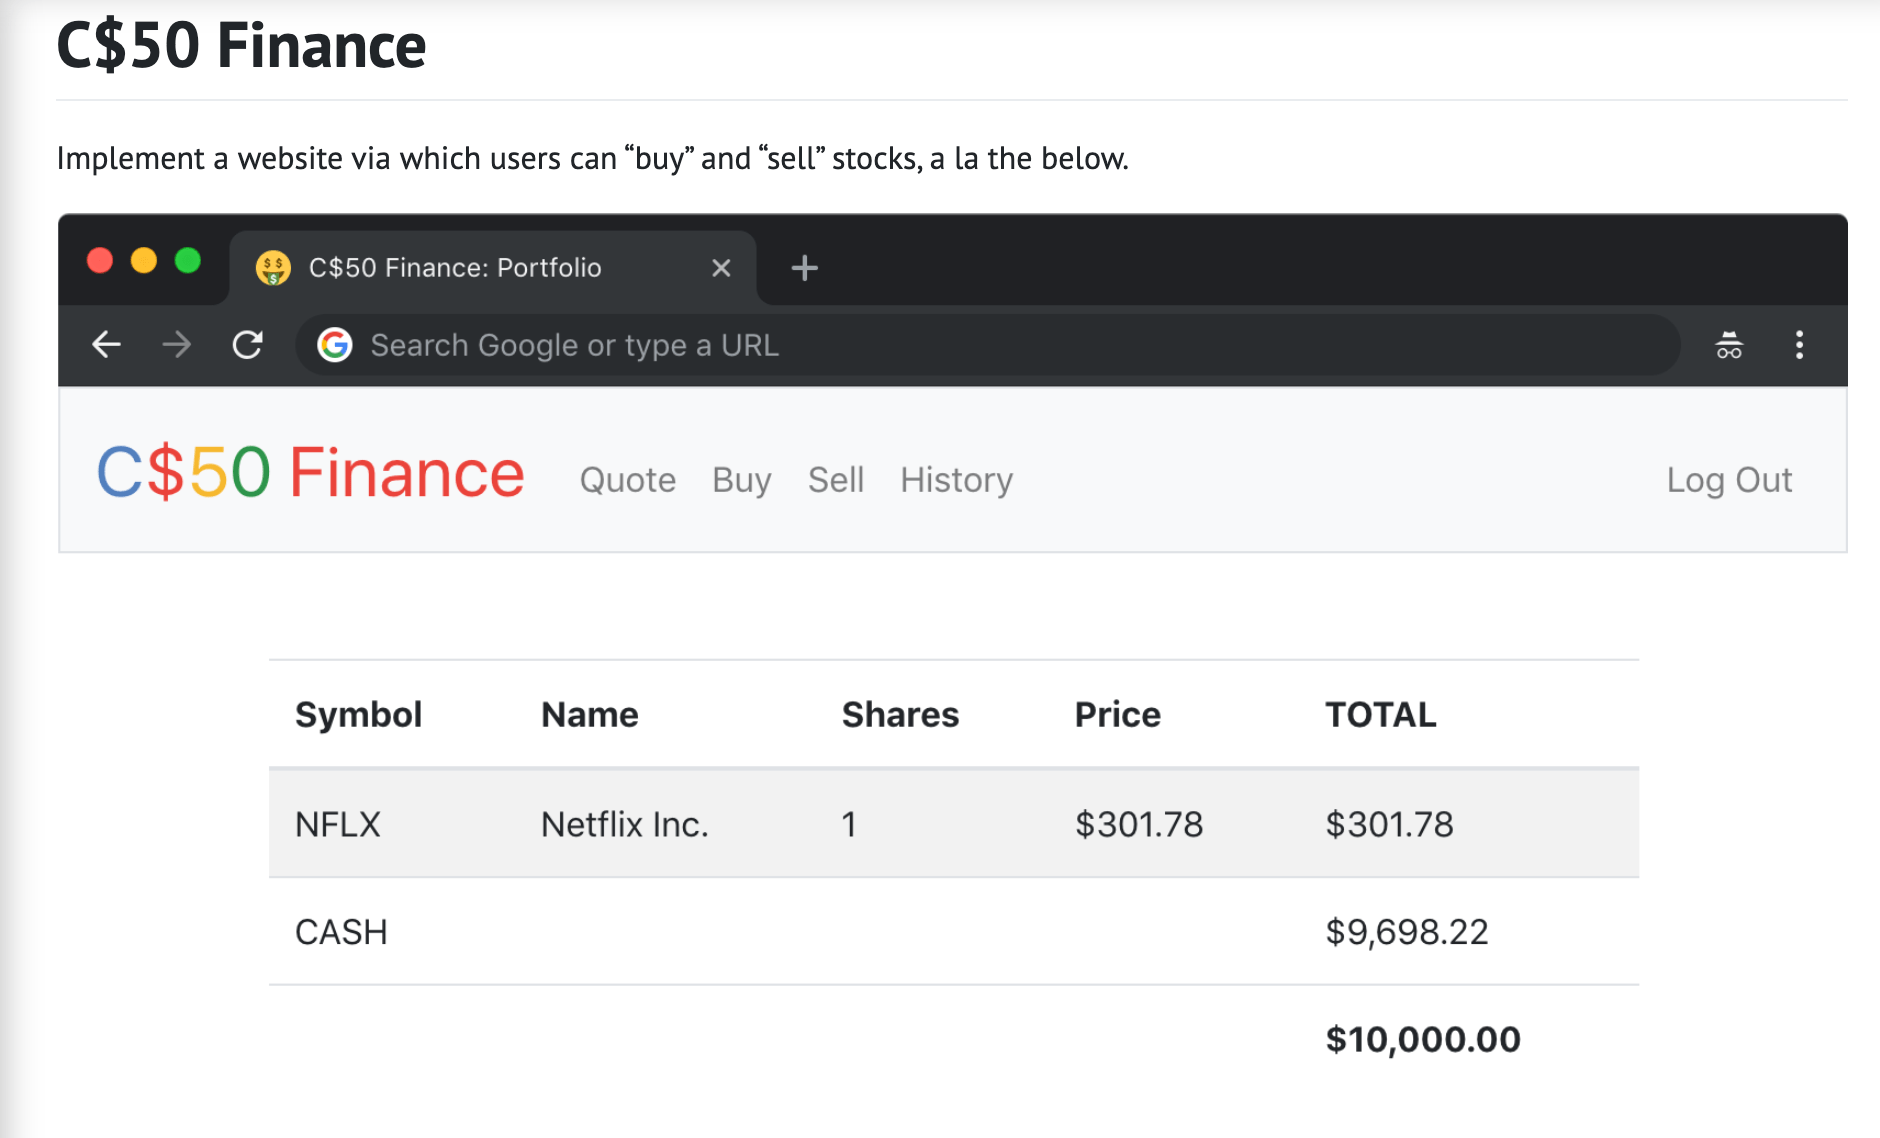 C$50 Finance
Implement a website via which users can “buy” and “sell” stocks, a la the below.
C$50 Finance: Portfolio
Search Google or type a URL
C$50 Finance Quote Buy Sell History Log Out
Symbol Name Shares Price TOTAL
NFLX Netflix Inc. 1 $301.78 $301.78
CASH $9,698.22
$10,000.00